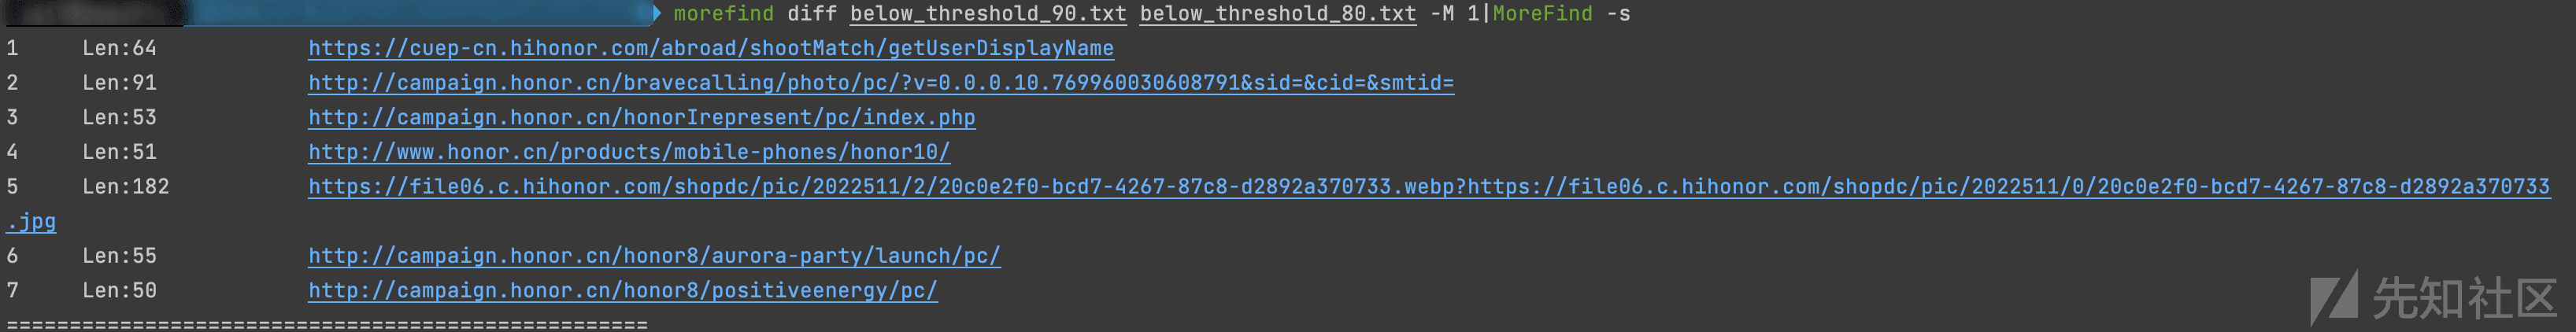 morefind diff below_threshold_90.txt below_threshold_80.txt -M 1|MoreFind -s
1 Len:64 https://cuep-cn.hihonor.com/abroad/shootMatch/getUserDisplayName
2 Len:91 http://campaign.honor.cn/bravecalling/photo/pc/?v=0.0.0.10.769960030608791&sid=&cid=&smtid=
3 Len:53 http://campaign.honor.cn/honorIrepresent/pc/index.php
4 Len:51 http://www.honor.cn/products/mobile-phones/honor10/
5 Len:182 https://file06.c.hihonor.com/shopdc/pic/2022511/2/20c0e2f0-bcd7-4267-87c8-d2892a370733.webp?https://file06.c.hihonor.com/shopdc/pic/2022511/0/20c0e2f0-bcd7-4267-87c8-d2892a370733
.jpg
6 Len:55 http://campaign.honor.cn/honor8/aurora-party/launch/pc/
7 Len:50 http://campaign.honor.cn/honor8/positiveenergy/pc/
===================================================
先知社区